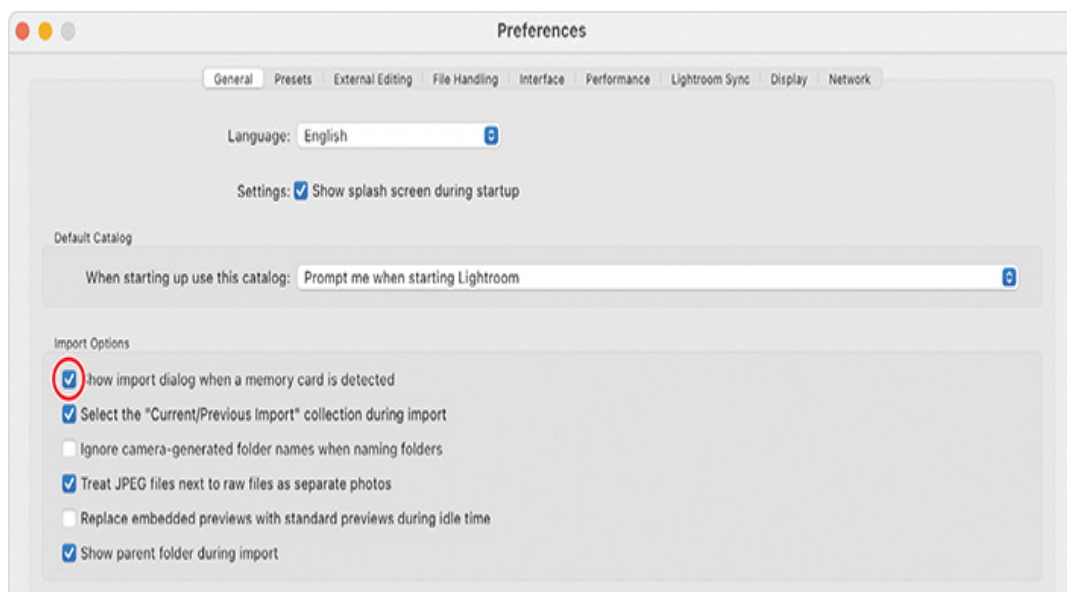 Preferences
General Presets External Editing File Handling Interface Performance Lightroom Sync Display Network
Language: English
Settings: Show splash screen during startup
Default Catalog
When starting up use this catalog: Prompt me when starting Lightroom
Import Options
Show import dialog when a memory card is detected
Select the "Current/Previous Import" collection during import
Ignore camera-generated folder names when naming folders
Treat JPEG files next to raw files as separate photos
Replace embedded previews with standard previews during idle time
Show parent folder during import